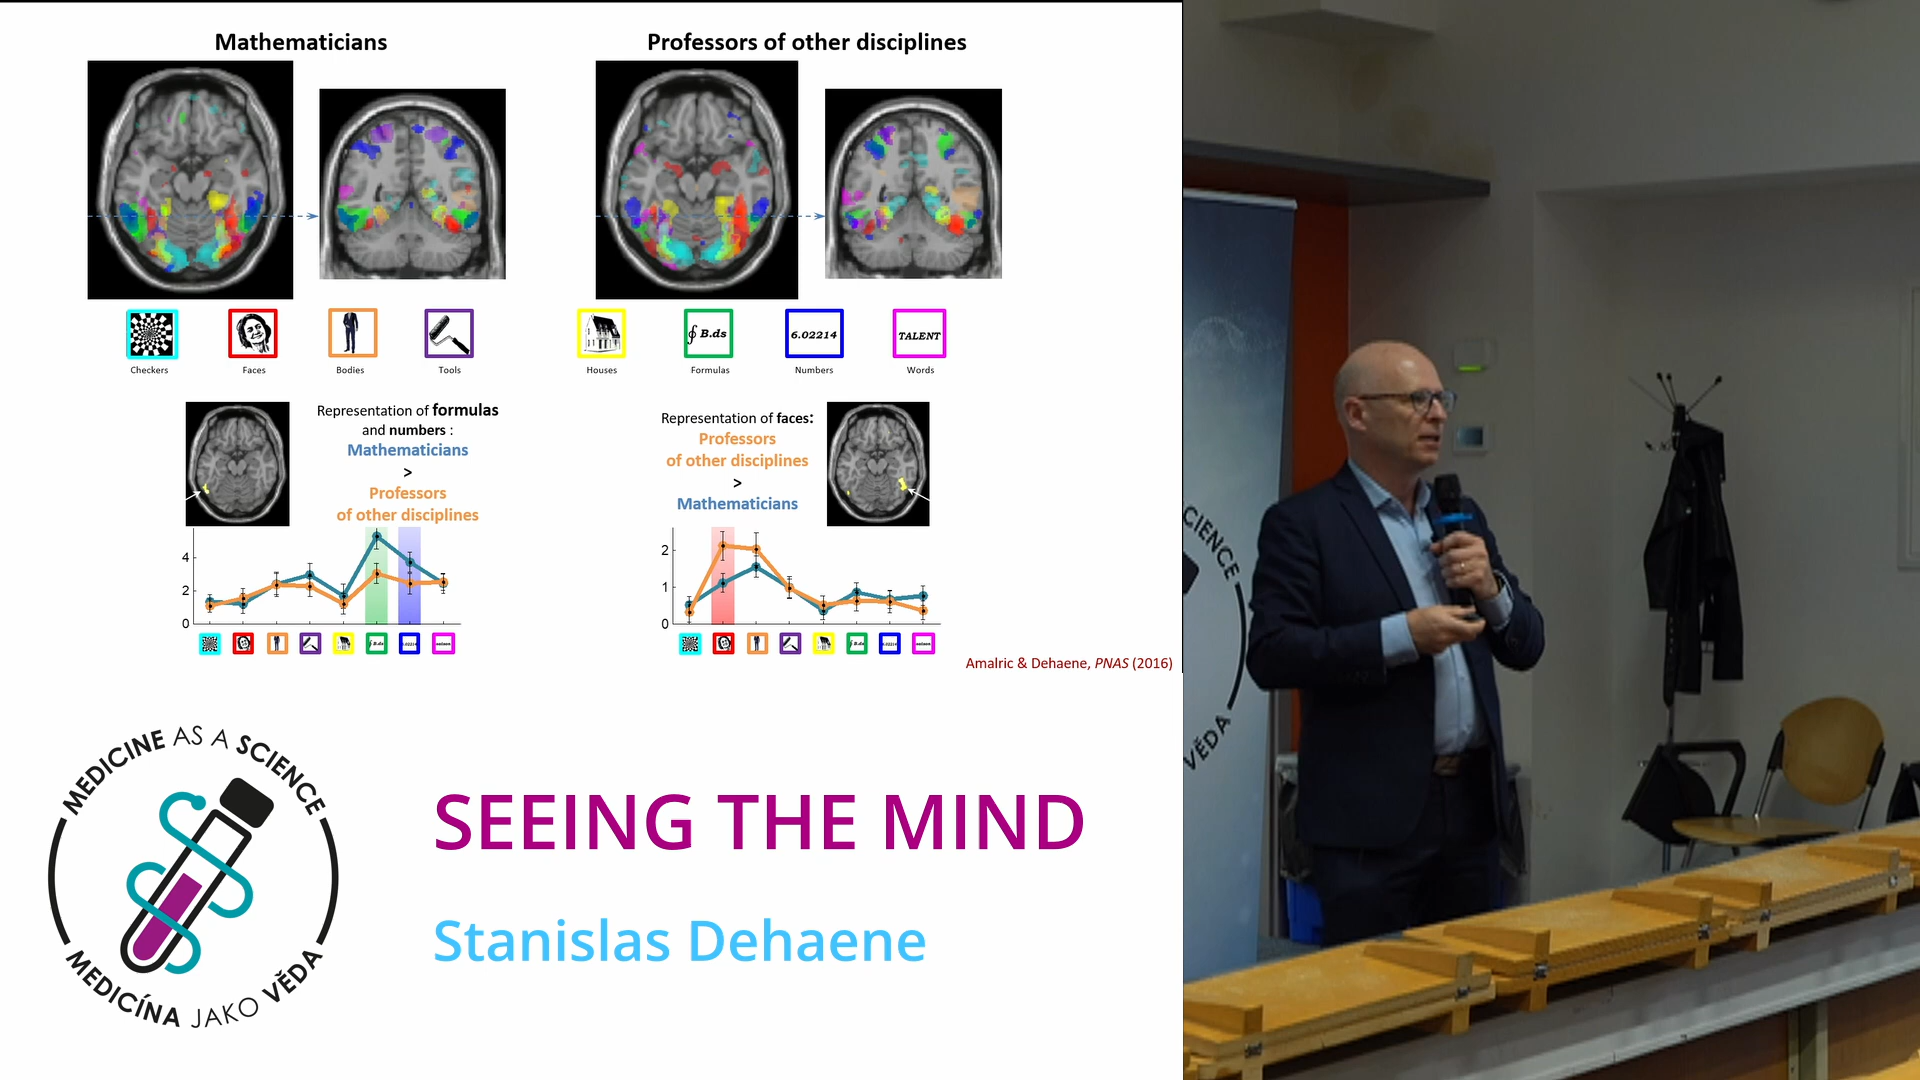 Mathematicians
Professors of other disciplines
∮ B.ds
6.02214
TALENT
Checkers
Faces
Bodies
Tools
Houses
Formulas
Numbers
Words
Representation of formulas
and numbers :
Mathematicians
>
Professors
of other disciplines
Representation of faces:
Professors
of other disciplines
>
Mathematicians
4
2
0
2
1
0
Amalric & Dehaene, PNAS (2016)
MEDICINE AS A SCIENCE
MEDICÍNA JAKO VĚDA
SEEING THE MIND
Stanislas Dehaene
SCIENCE
VĚDA